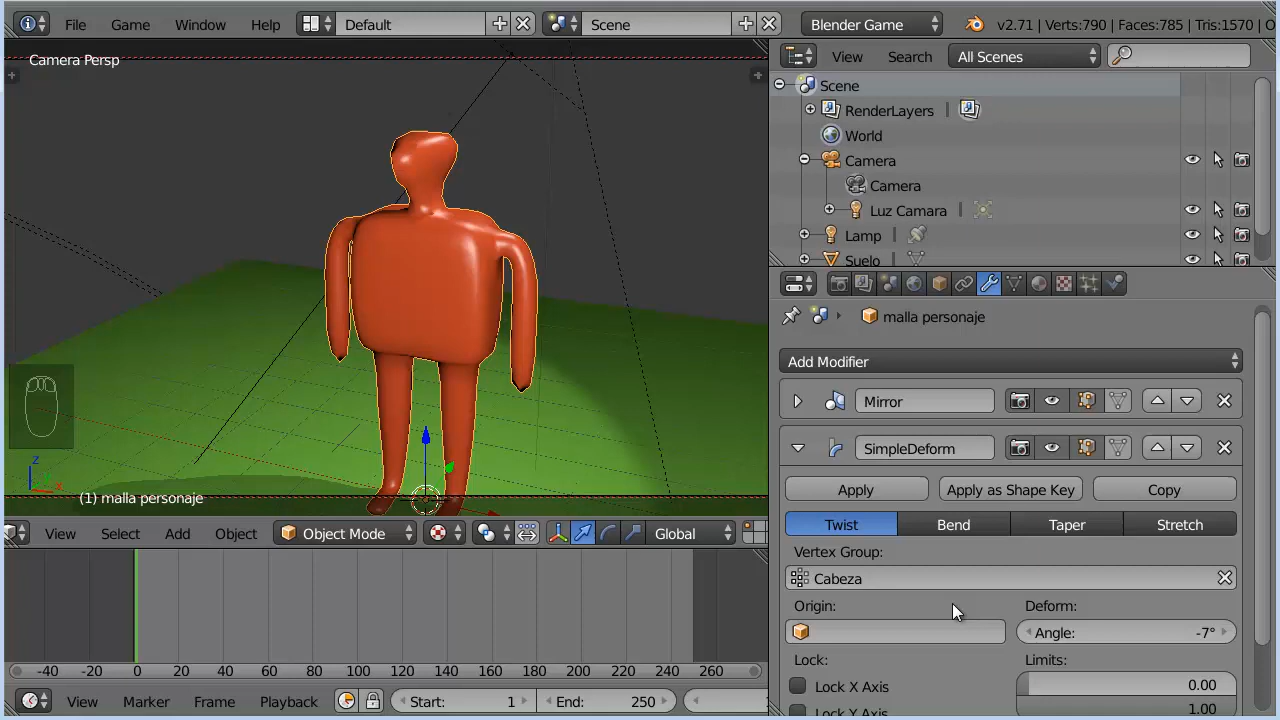 File Game Window Help Default Scene Blender Game v2.71 | Verts:790 | Faces:785 | Tris:1570 | O
Camera Persp
View Search All Scenes
Scene
RenderLayers
World
Camera
Camera
Luz Camara
Lamp
Suelo
malla personaje
Add Modifier
Mirror
SimpleDeform
Apply Apply as Shape Key Copy
Twist Bend Taper Stretch
Vertex Group:
Cabeza
Origin: Deform:
Angle: -7°
Lock: Limits:
Lock X Axis 0.00
Lock Y Axis 1.00
z
x
(1) malla personaje
View Select Add Object Object Mode Global
-40 -20 0 20 40 60 80 100 120 140 160 180 200 220 240 260
View Marker Frame Playback Start: 1 End: 250